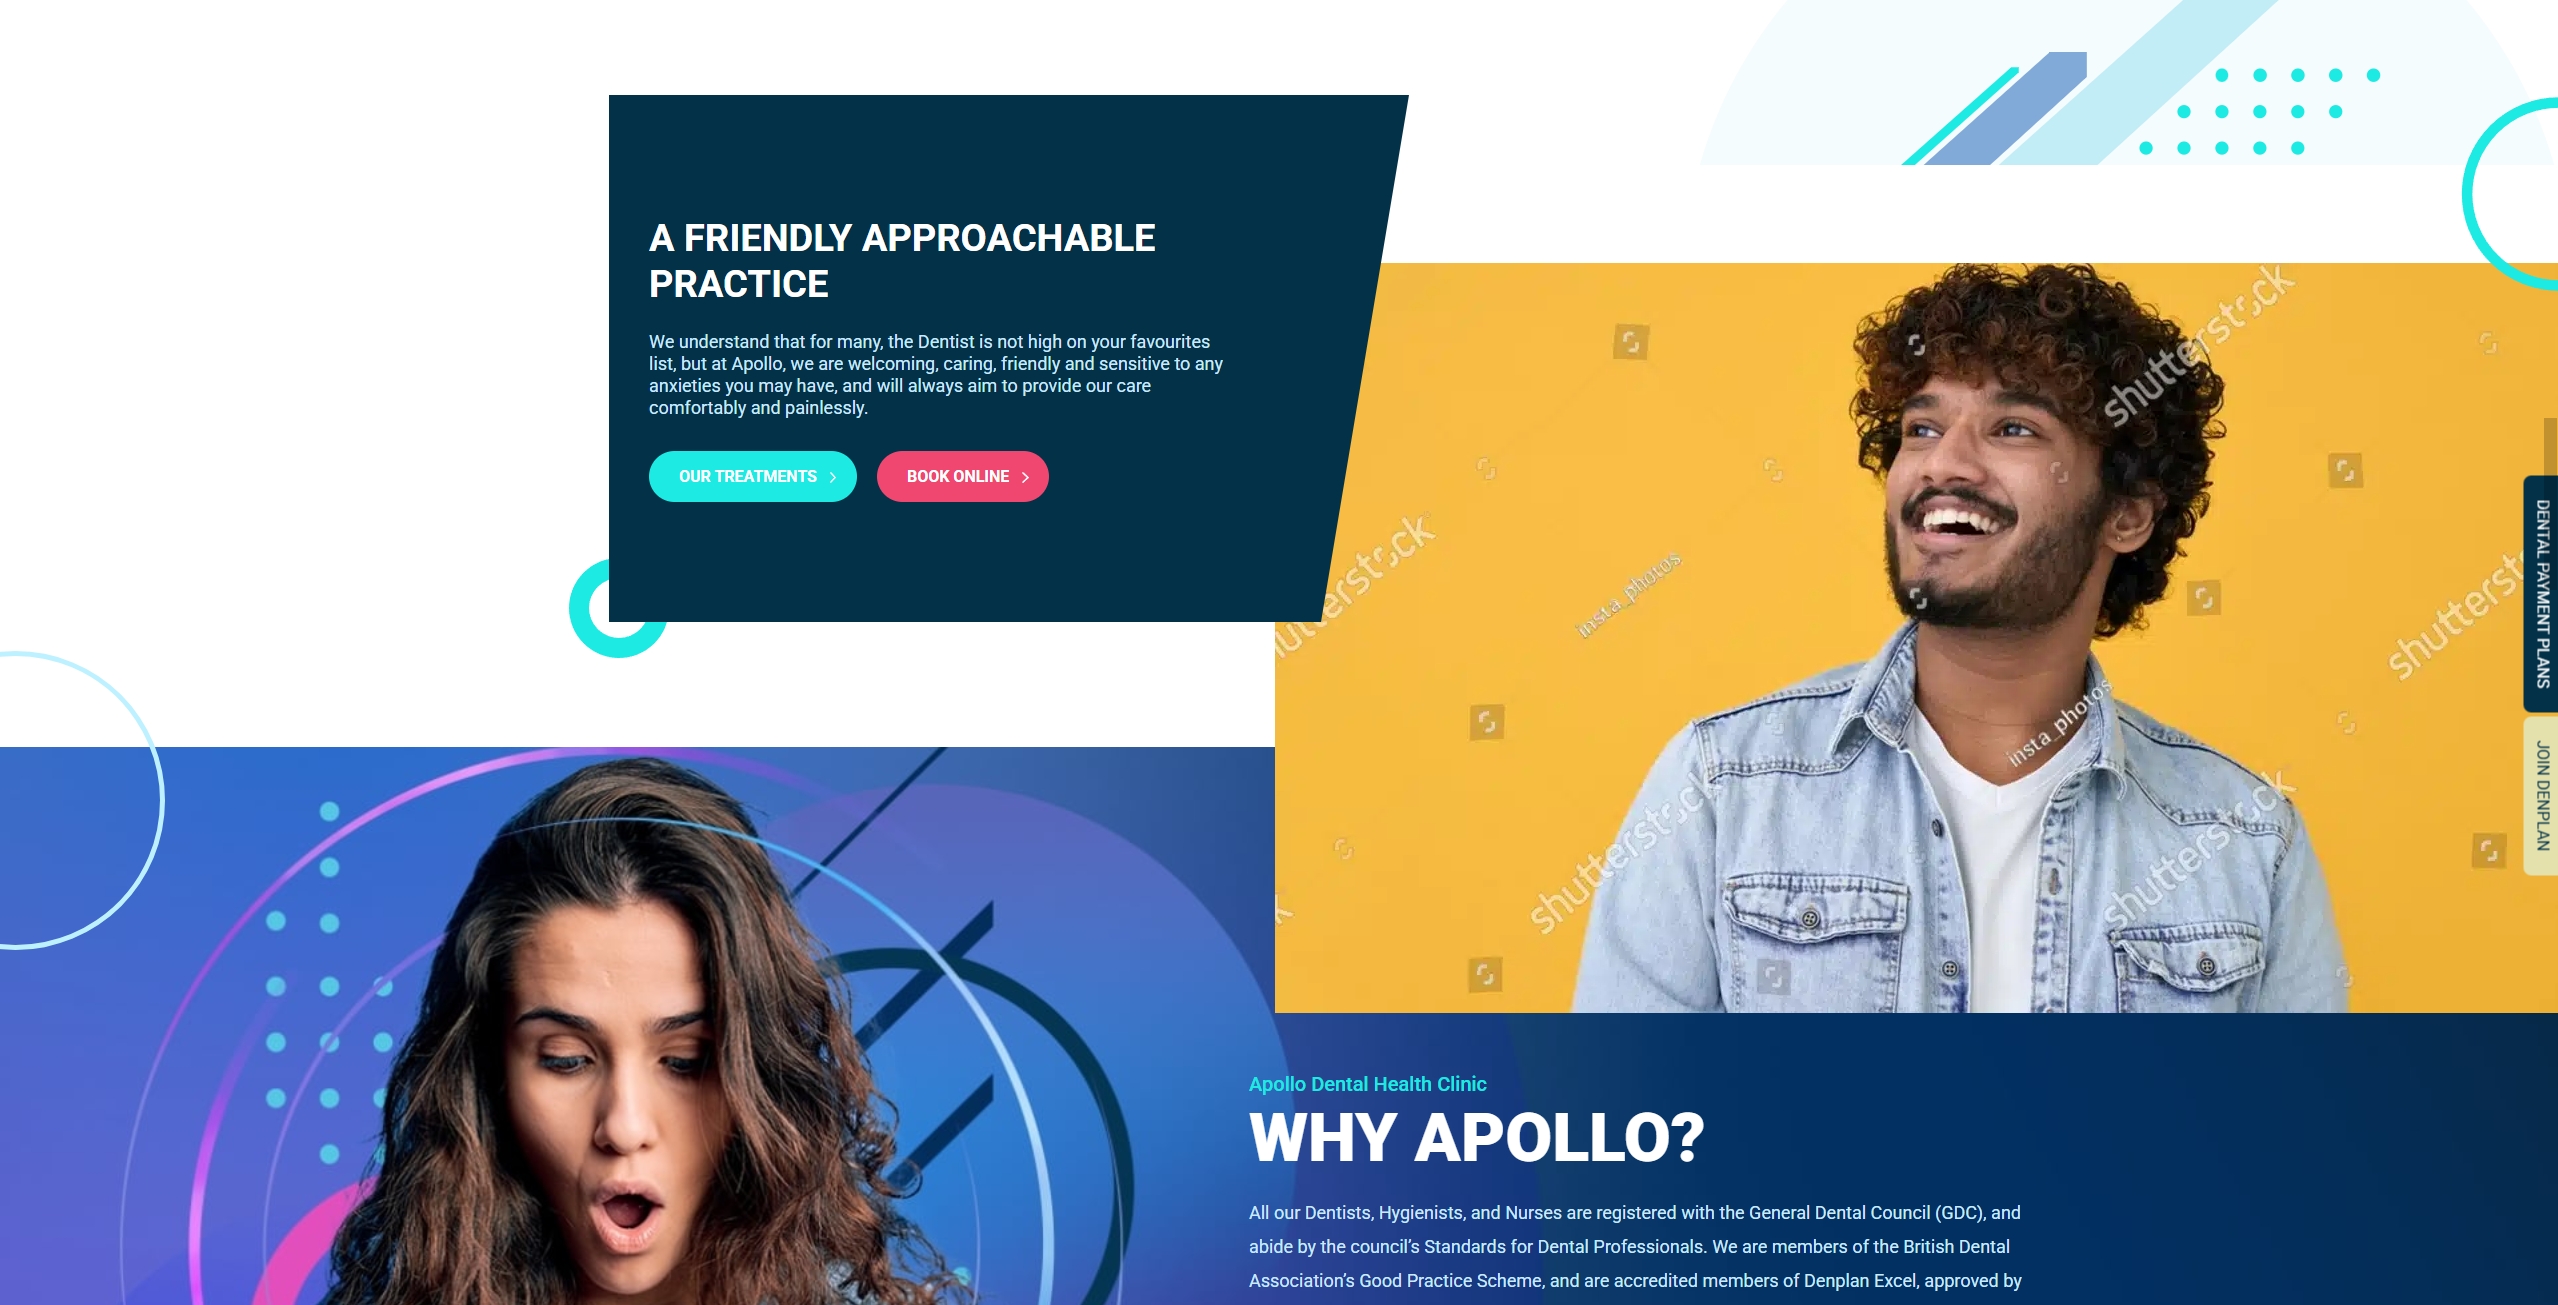 A FRIENDLY APPROACHABLE
PRACTICE
We understand that for many, the Dentist is not high on your favourites
list, but at Apollo, we are welcoming, caring, friendly and sensitive to any
anxieties you may have, and will always aim to provide our care
comfortably and painlessly.
OUR TREATMENTS
BOOK ONLINE
shutterstock
shutterstock
insta_photos
shutterstock
insta_photos
shutterstock
shutterstock
DENTAL PAYMENT PLANS
JOIN DENPLAN
Apollo Dental Health Clinic
WHY APOLLO?
All our Dentists, Hygienists, and Nurses are registered with the General Dental Council (GDC), and
abide by the council’s Standards for Dental Professionals. We are members of the British Dental
Association’s Good Practice Scheme, and are accredited members of Denplan Excel, approved by